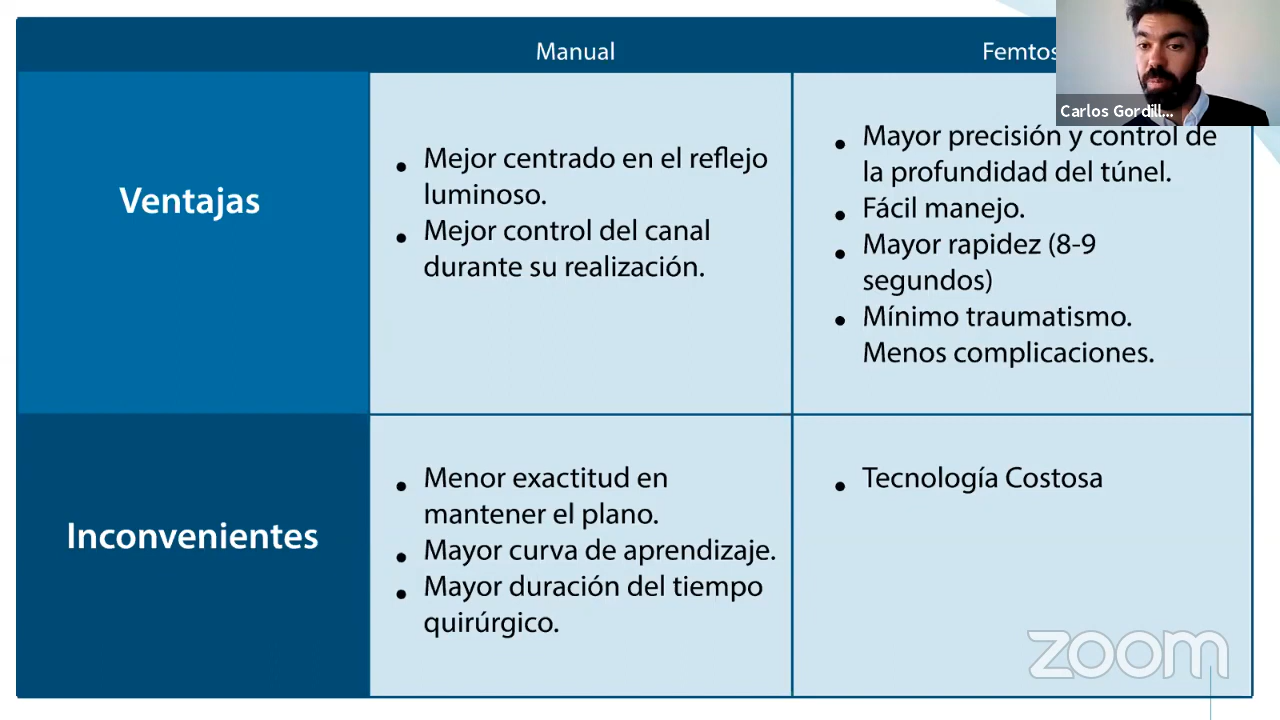 Manual
Femtos
Carlos Gordill...
Ventajas
• Mejor centrado en el reflejo
luminoso.
• Mejor control del canal
durante su realización.
• Mayor precisión y control de
la profundidad del túnel.
• Fácil manejo.
• Mayor rapidez (8-9
segundos)
• Mínimo traumatismo.
Menos complicaciones.
Inconvenientes
• Menor exactitud en
mantener el plano.
• Mayor curva de aprendizaje.
• Mayor duración del tiempo
quirúrgico.
• Tecnología Costosa
zoom